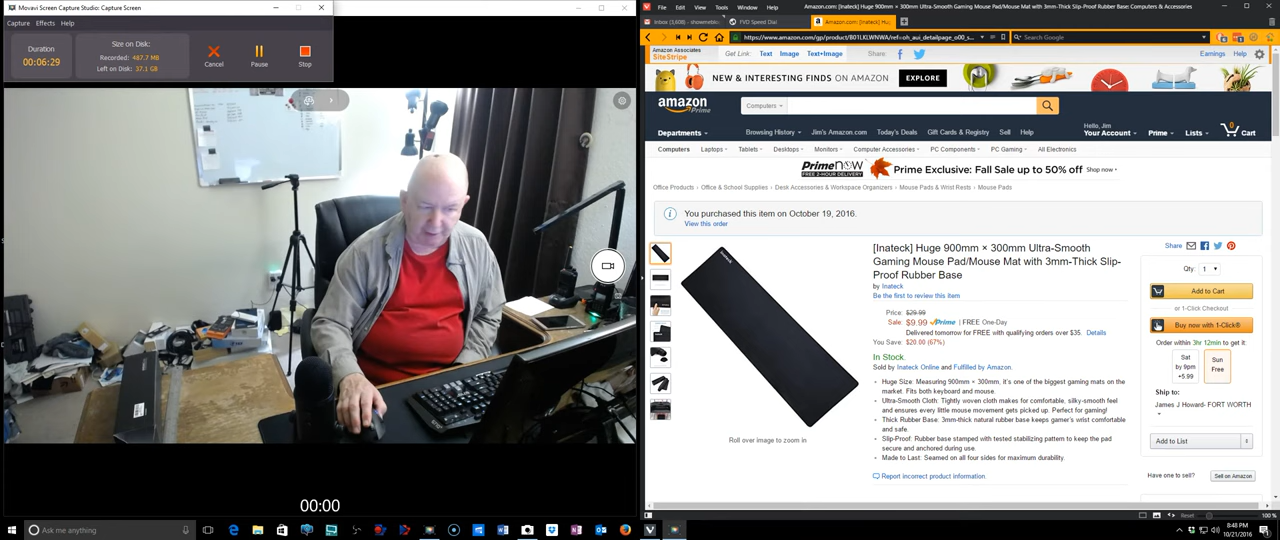 Movavi Screen Capture Studio: Capture Screen
Capture Effects Help
Duration
00:06:29
Size on Disk:
Recorded: 487.7 MB
Left on Disk: 37.1 GB
Cancel
Pause
Stop
00:00
Ask me anything
File Edit View Tools Window Help
Amazon.com: [Inateck] Huge 900mm × 300mm Ultra-Smooth Gaming Mouse Pad/Mouse Mat with 3mm-Thick Slip-Proof Rubber Base: Computers & Accessories
FVD Speed Dial
Amazon.com: [Inateck] Hu
Search Google
Amazon Associates
SiteStripe
Get Link:
Text
Image
Text+Image
Share:
Earnings
Help
NEW & INTERESTING FINDS ON AMAZON
EXPLORE
amazon
Prime
Computers
Departments
Browsing History
Jim's Amazon.com
Today's Deals
Gift Cards & Registry
Sell
Help
Hello, Jim
Your Account
Prime
Lists
0
Cart
Computers
Laptops
Tablets
Desktops
Monitors
Computer Accessories
PC Components
PC Gaming
All Electronics
Prime now
FREE 2-HOUR DELIVERY
Prime Exclusive: Fall Sale up to 50% off
Shop now
Office Products › Office & School Supplies › Desk Accessories & Workspace Organizers › Mouse Pads & Wrist Rests › Mouse Pads
You purchased this item on October 19, 2016.
View this order
[Inateck] Huge 900mm × 300mm Ultra-Smooth
Gaming Mouse Pad/Mouse Mat with 3mm-Thick Slip-
Proof Rubber Base
by Inateck
Be the first to review this item
Price: $29.99
Sale: $9.99 Prime | FREE One-Day
Delivered tomorrow for FREE with qualifying orders over $35. Details
You Save: $20.00 (67%)
In Stock.
Sold by Inateck Online and Fulfilled by Amazon.
• Huge Size: Measuring 900mm × 300mm, it's one of the biggest gaming mats on the
market. Fits both keyboard and mouse.
• Ultra-Smooth Cloth: Tightly woven cloth makes for comfortable, silky-smooth feel
and ensures every little mouse movement gets picked up. Perfect for gaming!
• Thick Rubber Base: 3mm-thick natural rubber base keeps gamer's wrist comfortable
and safe.
• Slip-Proof: Rubber base stamped with tested stabilizing pattern to keep the pad
secure and anchored during use.
• Made to Last: Seamed on all four sides for maximum durability.
Report incorrect product information.
Roll over image to zoom in
Share
Qty: 1
Add to Cart
or 1-Click Checkout
Buy now with 1-Click®
Order within 3hr 12min to get it:
Sat
by 9pm
+5.99
Sun
Free
Ship to:
James J Howard- FORT WORTH
Add to List
Have one to sell?
Sell on Amazon
Reset
100 %
8:48 PM
10/21/2016